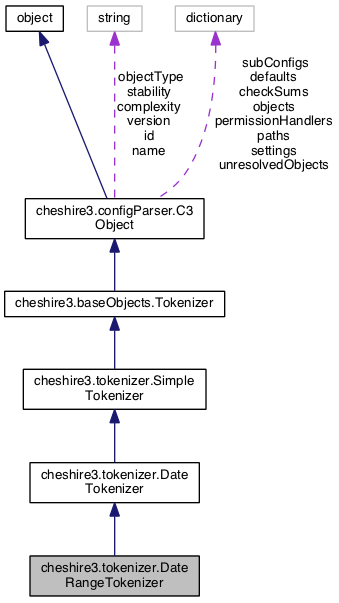 object
string
dictionary
objectType
stability
complexity
version
id
name
subConfigs
defaults
checkSums
objects
permissionHandlers
paths
settings
unresolvedObjects
cheshire3.configParser.C3
Object
cheshire3.baseObjects.Tokenizer
cheshire3.tokenizer.Simple
Tokenizer
cheshire3.tokenizer.Date
Tokenizer
cheshire3.tokenizer.Date
RangeTokenizer